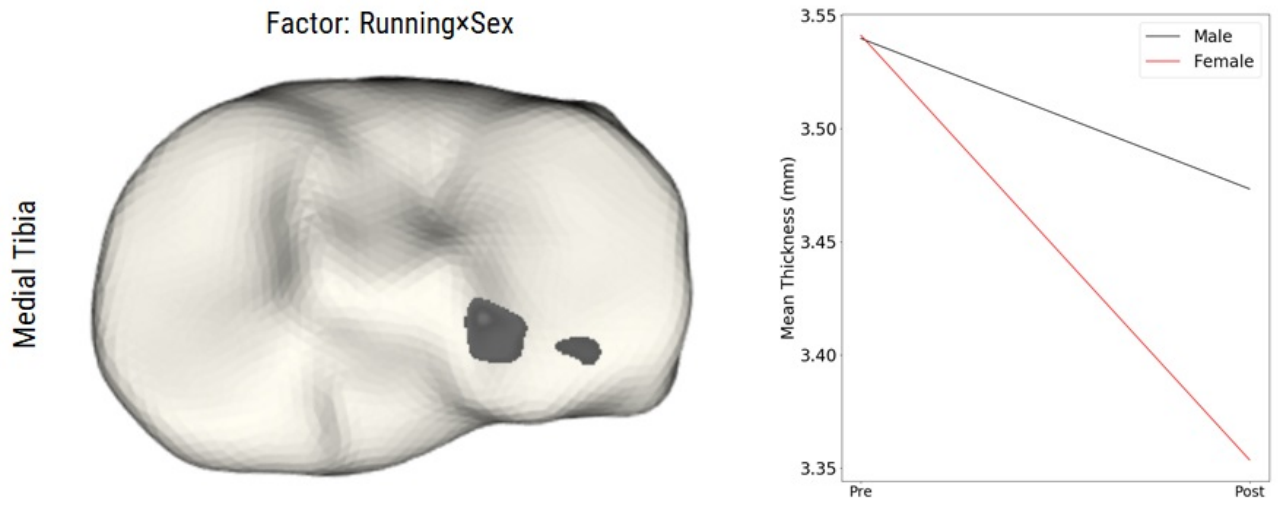 Factor: Running×Sex
Medial Tibia
Mean Thickness (mm)
3.55
3.50
3.45
3.40
3.35
Male
Female
Pre
Post